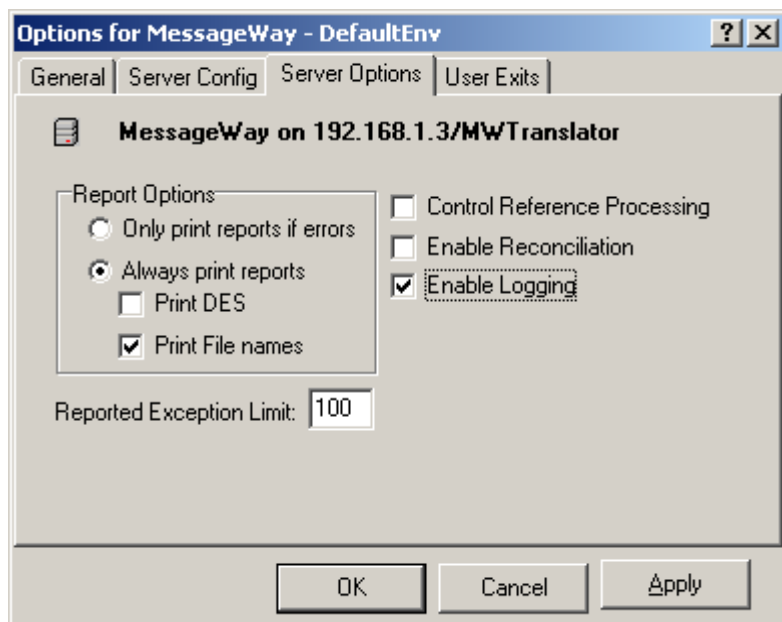 Options for MessageWay - DefaultEnv
General Server Config Server Options User Exits
MessageWay on 192.168.1.3/MWTranslator
Report Options
Only print reports if errors
Always print reports
Print DES
Print File names
Control Reference Processing
Enable Reconciliation
Enable Logging
Reported Exception Limit: 100
OK Cancel Apply